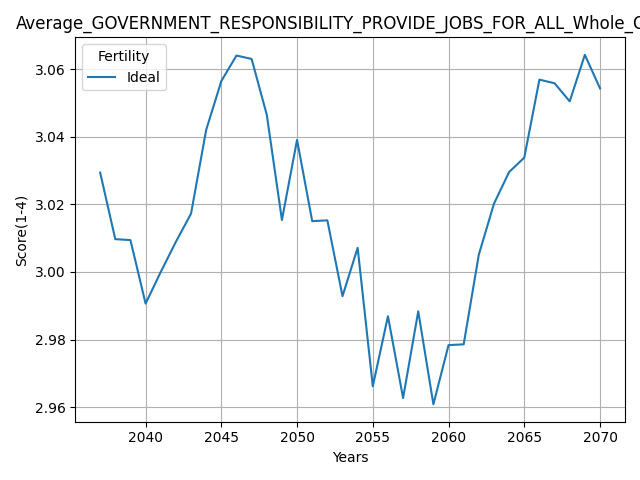 Average_GOVERNMENT_RESPONSIBILITY_PROVIDE_JOBS_FOR_ALL_Whole_
Fertility
Ideal
Score(1-4)
3.06
3.04
3.02
3.00
2.98
2.96
2040 2045 2050 2055 2060 2065 2070
Years